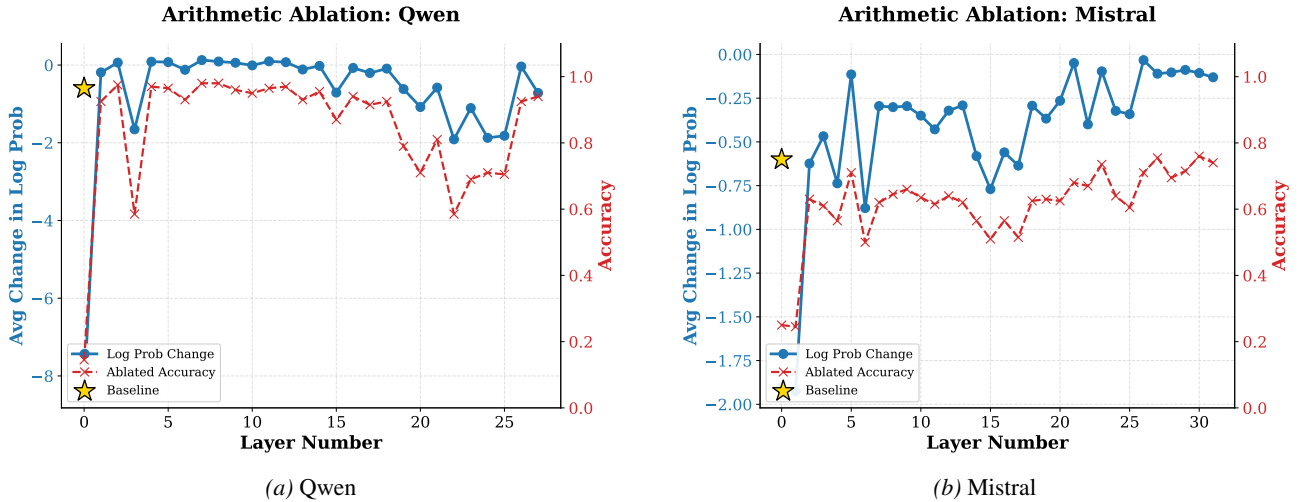 Arithmetic Ablation: Qwen
Avg Change in Log Prob
0
−2
−4
−6
−8
Log Prob Change
Ablated Accuracy
Baseline
0 5 10 15 20 25
Layer Number
1.0
0.8
0.6
0.4
0.2
0.0
Accuracy
(a) Qwen
Arithmetic Ablation: Mistral
Avg Change in Log Prob
0.00
−0.25
−0.50
−0.75
−1.00
−1.25
−1.50
−1.75
−2.00
Log Prob Change
Ablated Accuracy
Baseline
0 5 10 15 20 25 30
Layer Number
1.0
0.8
0.6
0.4
0.2
0.0
Accuracy
(b) Mistral